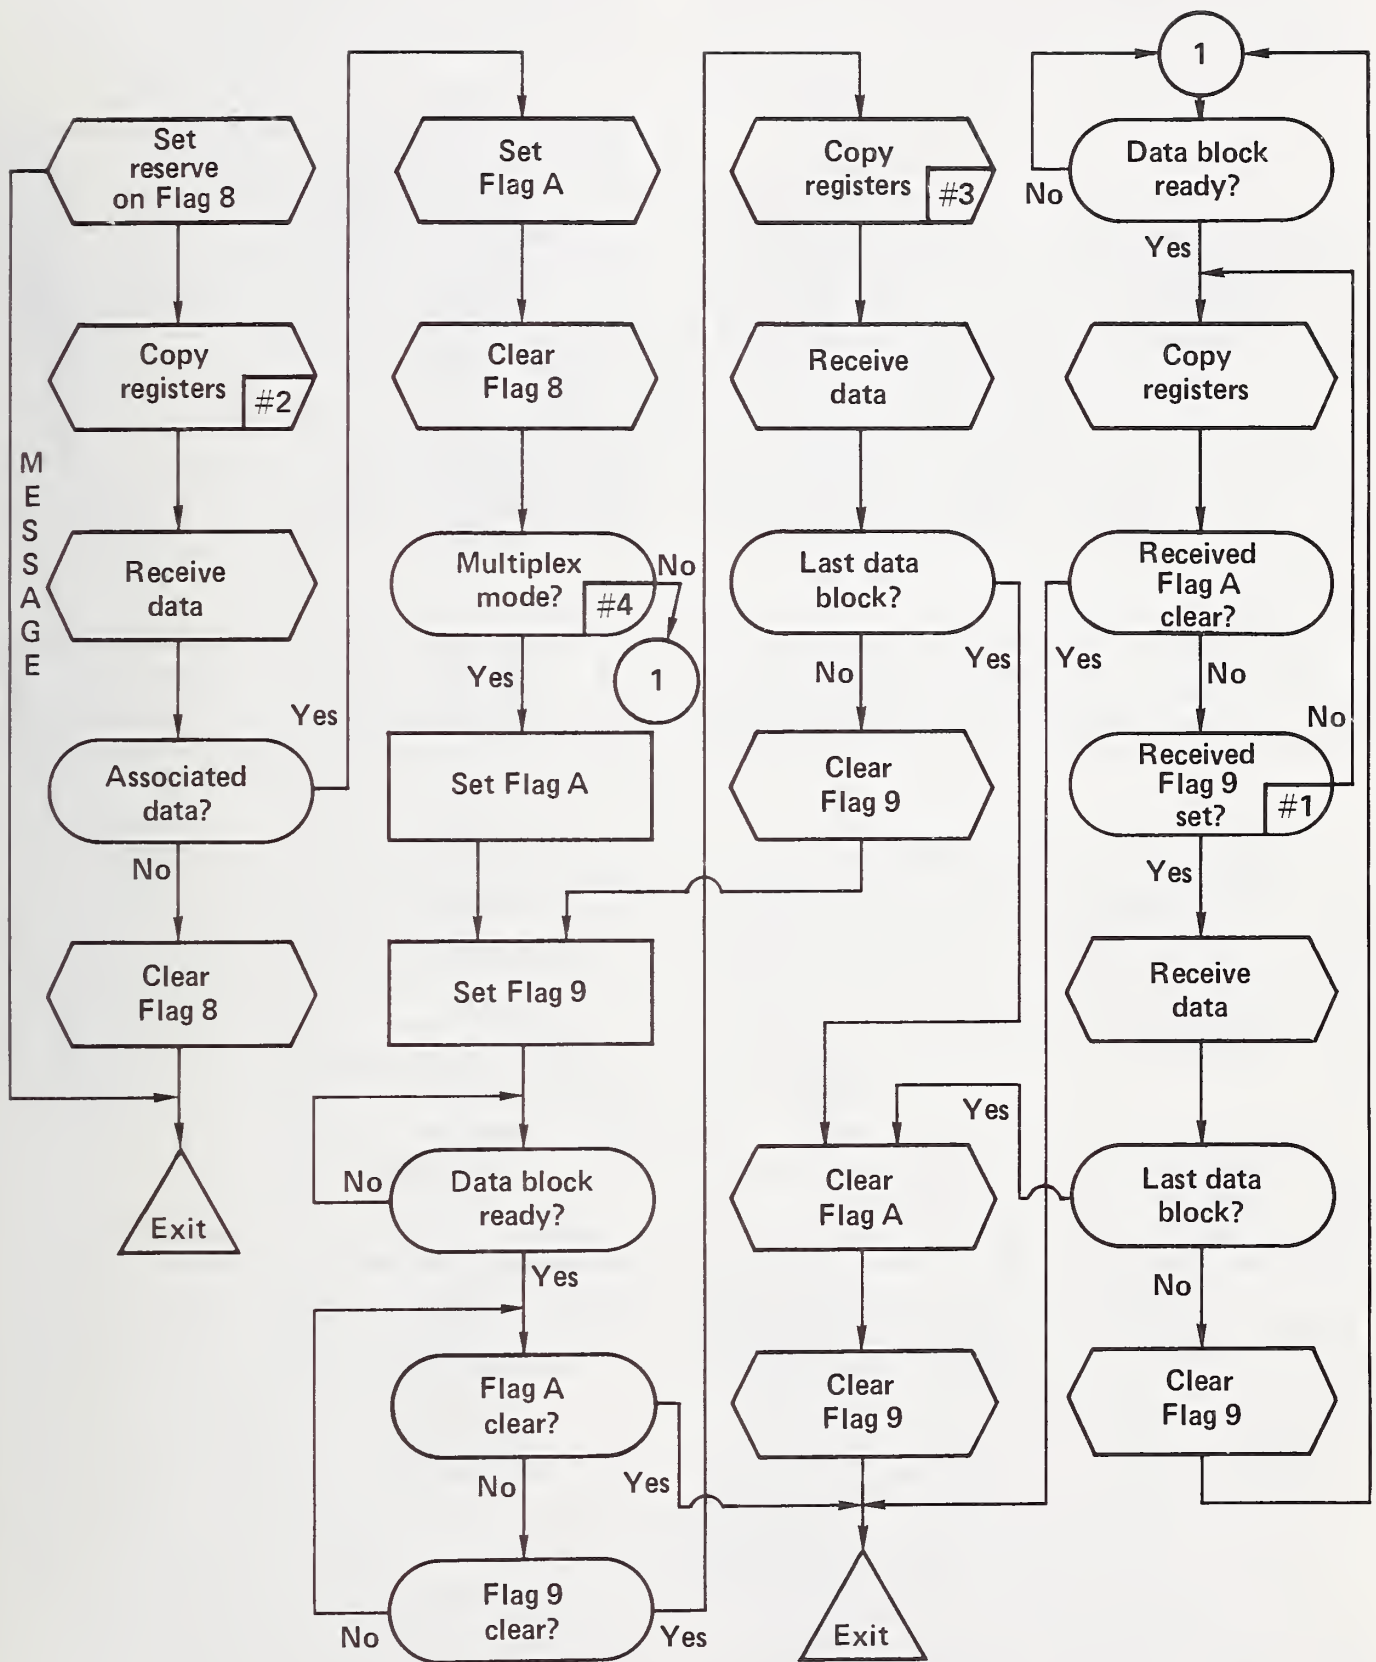 Set
reserve
on Flag 8
Copy
registers
#2
MESSAGE
Receive
data
Yes
Associated
data?
No
Clear
Flag 8
Exit
Set
Flag A
Clear
Flag 8
Multiplex
mode?
#4
No
1
Yes
Set Flag A
Set Flag 9
No
Data block
ready?
Yes
Flag A
clear?
No
Yes
Flag 9
clear?
No
Yes
Copy
registers
#3
Receive
data
Last data
block?
No
Yes
Clear
Flag 9
Yes
Clear
Flag A
Clear
Flag 9
Exit
1
Data block
ready?
No
Yes
Copy
registers
Received
Flag A
clear?
Yes
No
No
Received
Flag 9
set?
#1
Yes
Receive
data
Last data
block?
No
Clear
Flag 9